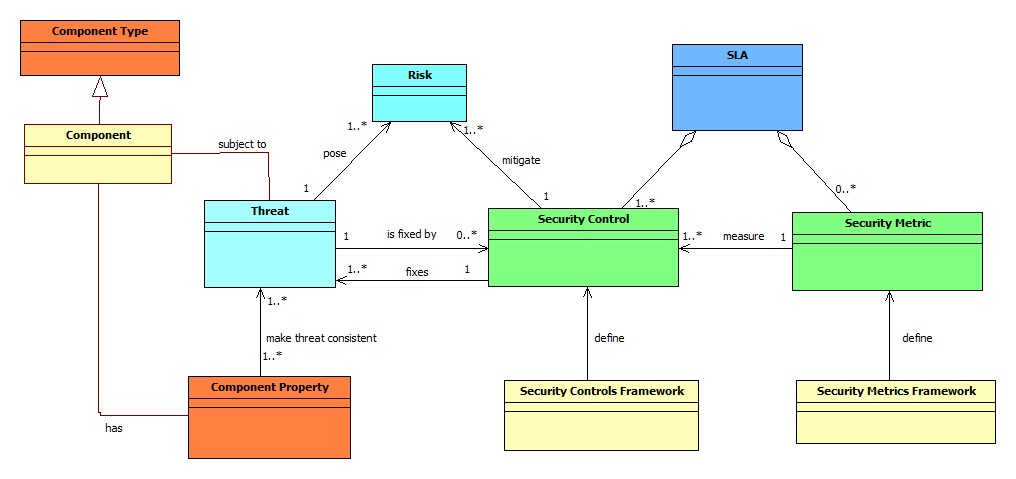 Component Type
SLA
Risk
Component
1..*
1..*
subject to
pose
mitigate
1
1
1..*
0..*
Threat
Security Control
Security Metric
1
is fixed by
0..*
1..*
measure
1
1..*
fixes
1
1..*
make threat consistent
define
define
1..*
Component Property
Security Controls Framework
Security Metrics Framework
has